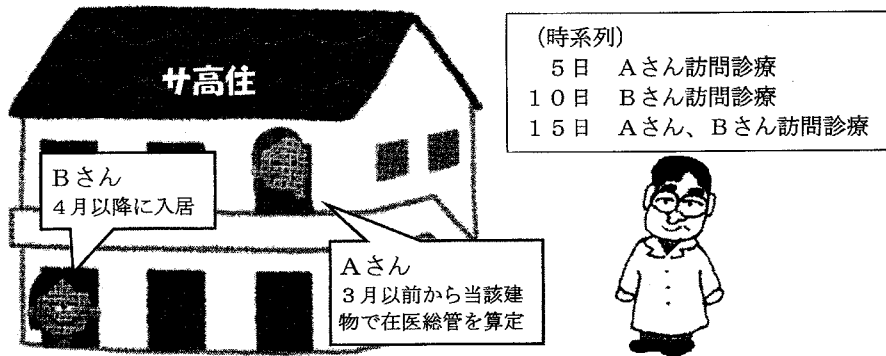 サ高住
(時系列)
5日 Aさん訪問診療
10日 Bさん訪問診療
15日 Aさん、Bさん訪問診療
Bさん
4月以降に入居
Aさん
3月以前から当該建
物で在医総管を算定